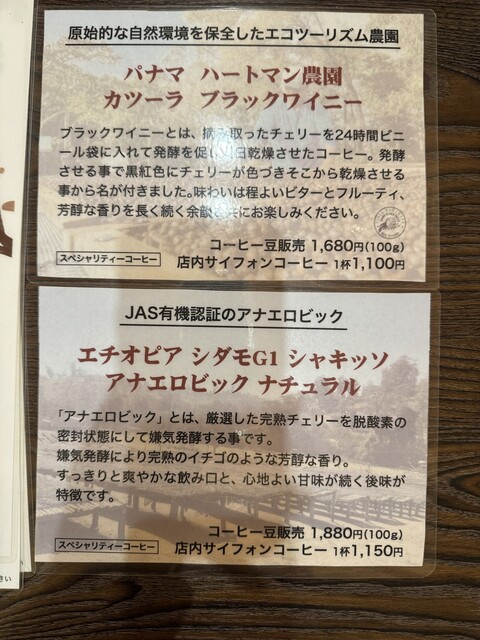 原始的な自然環境を保全したエコツーリズム農園
パナマ ハートマン農園
カツーラ ブラックワイニー
ブラックワイニーとは、摘み取ったチェリーを24時間ビニ
ール袋に入れて発酵を促し 日乾燥させたコーヒー。発酵
させる事で黒紅色にチェリーが色づきそこから乾燥させる
事から名が付きました。味わいは程よいビターとフルーティ、
芳醇な香りを長く続く余韻と共にお楽しみください。
コーヒー豆販売 1,680円(100g)
スペシャリティーコーヒー 店内サイフォンコーヒー 1杯1,100円
JAS有機認証のアナエロビック
エチオピア シダモG1 シャキッソ
アナエロビック ナチュラル
「アナエロビック」とは、厳選した完熟チェリーを脱酸素の
密封状態にして嫌気発酵する事です。
嫌気発酵により完熟のイチゴのような芳醇な香り。
すっきりと爽やかな飲み口と、心地よい甘味が続く後味が
特徴です。
コーヒー豆販売 1,880円(100g)
スペシャリティーコーヒー 店内サイフォンコーヒー 1杯1,150円
さい